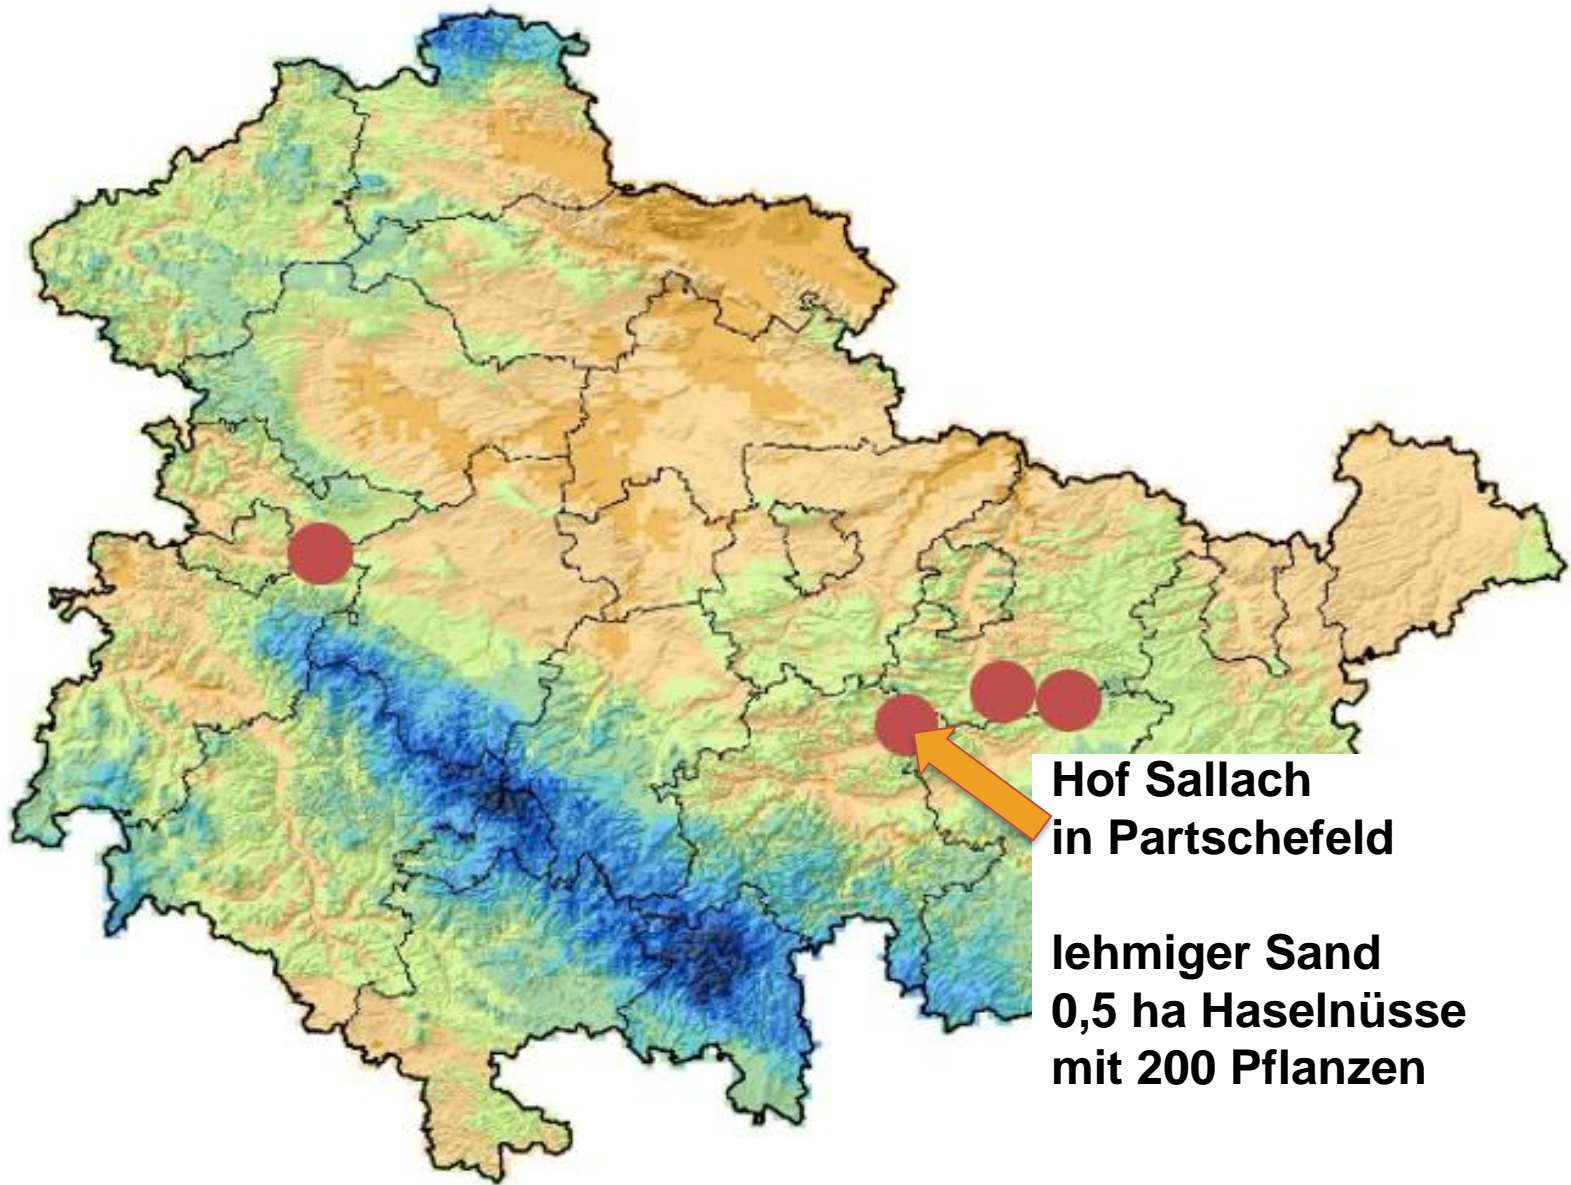 Hof Sallach
in Partschefeld
lehmiger Sand
0,5 ha Haselnüsse
mit 200 Pflanzen